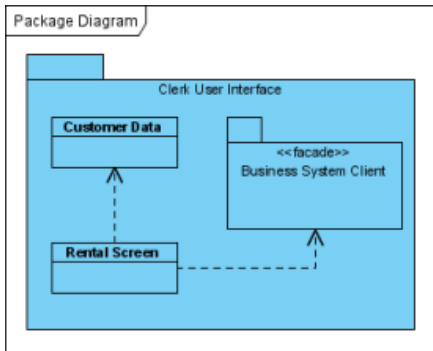 Package Diagram
Clerk User Interface
Customer Data
<<facade>>
Business System Client
Rental Screen